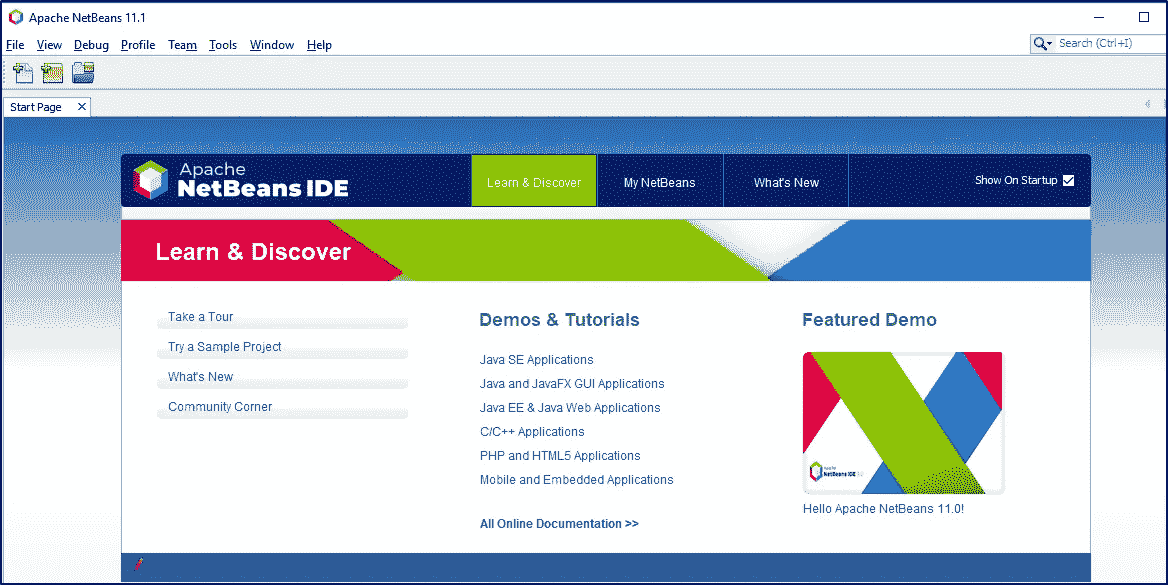 Apache NetBeans 11.1
File View Debug Profile Team Tools Window Help
Search (Ctrl+I)
Start Page
Apache
NetBeans IDE
Learn & Discover
My NetBeans
What's New
Show On Startup
Learn & Discover
Take a Tour
Try a Sample Project
What's New
Community Corner
Demos & Tutorials
Java SE Applications
Java and JavaFX GUI Applications
Java EE & Java Web Applications
C/C++ Applications
PHP and HTML5 Applications
Mobile and Embedded Applications
All Online Documentation >>
Featured Demo
Apache
NetBeans IDE
Hello Apache NetBeans 11.0!